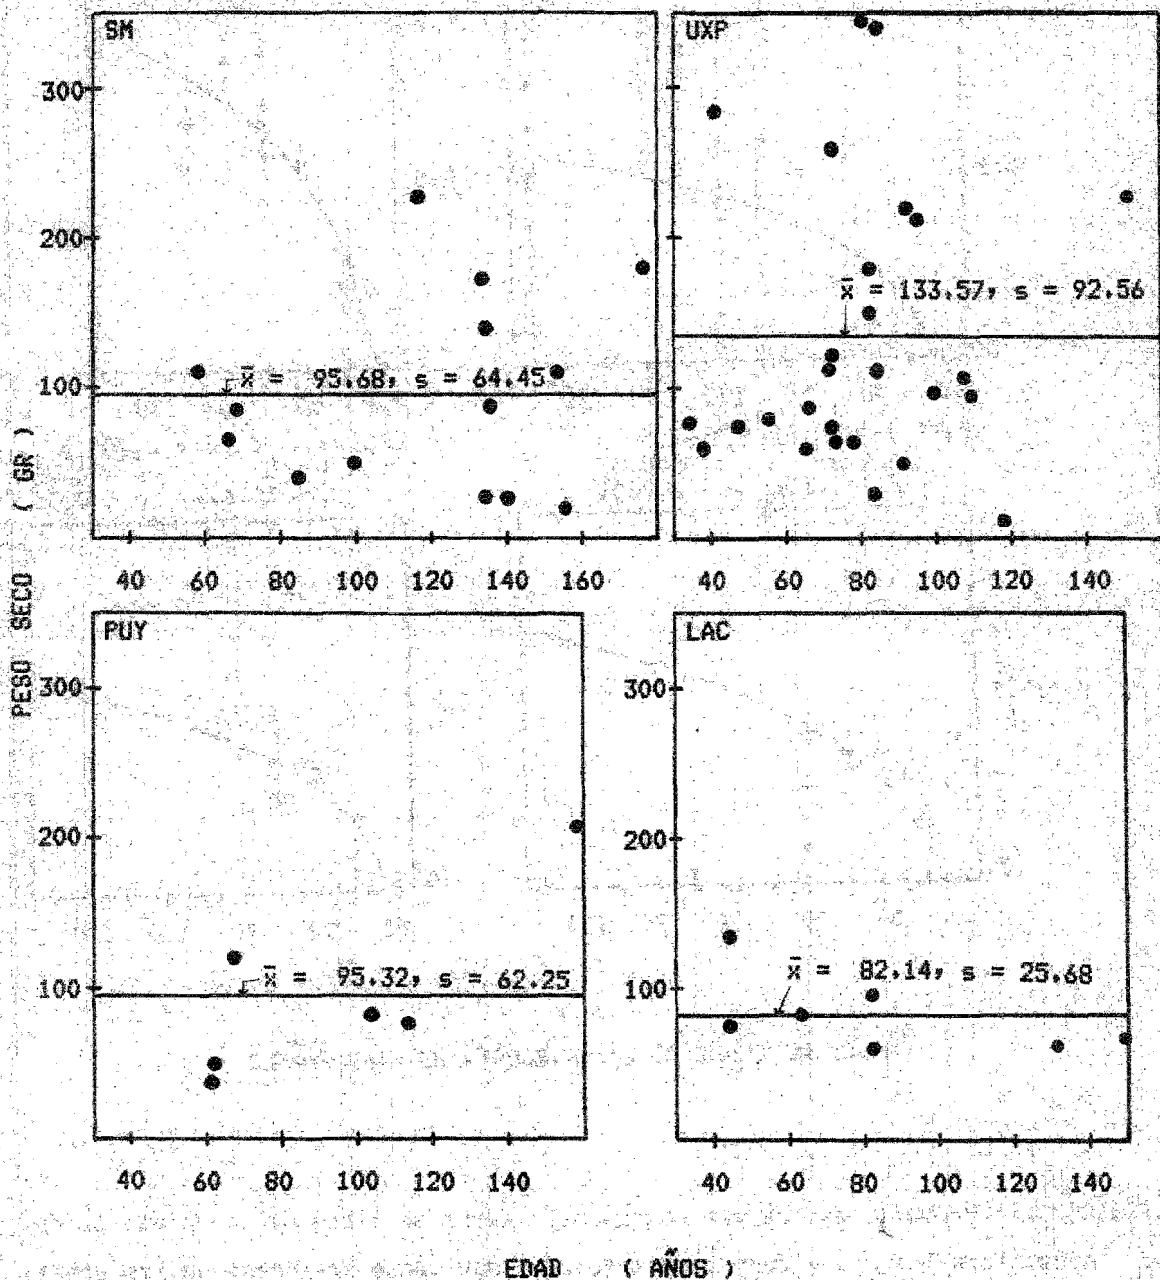 SM
UXP
300
200
100
x̄ = 95.68, s = 64.45
x̄ = 133.57, s = 92.56
40 60 80 100 120 140 160
40 60 80 100 120 140
PESO SECO ( GR )
PUY
LAC
300
200
100
300
200
100
x̄ = 95.32, s = 62.25
x̄ = 82.14, s = 25.68
40 60 80 100 120 140
40 60 80 100 120 140
EDAD ( AÑOS )